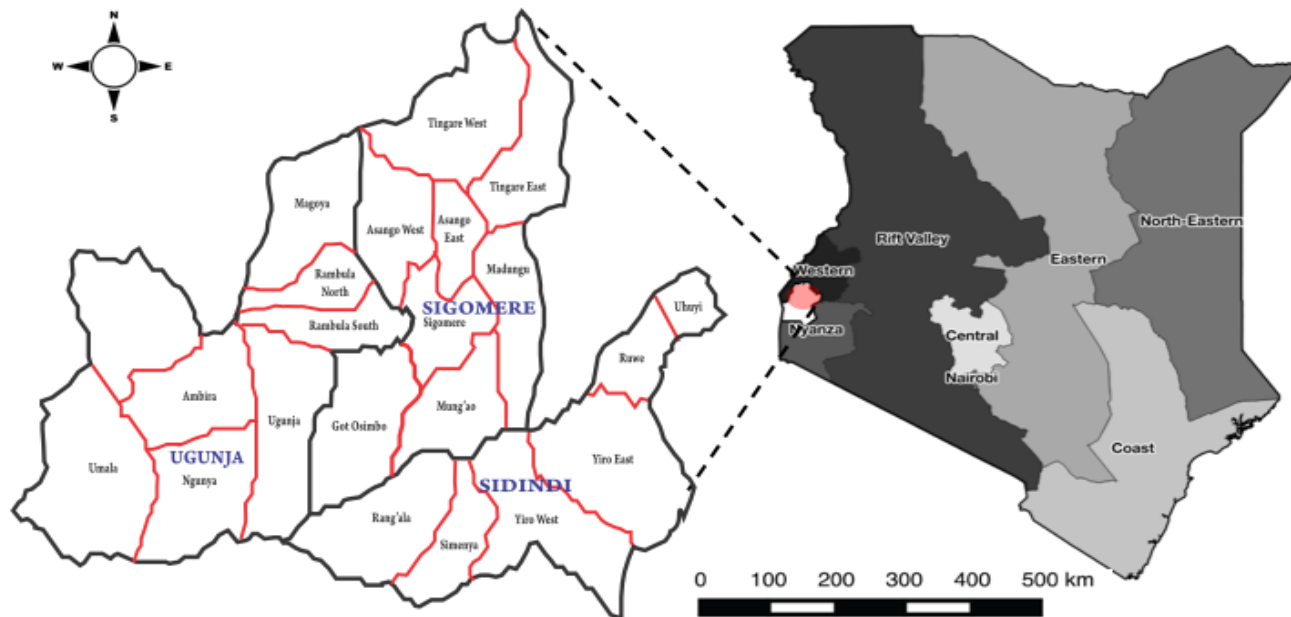 N
W
E
S
Tingare West
Tingare East
Magoya
Asango West
Asango
East
Madungu
Rambula
North
SIGOMERE
Sigomere
Rambula South
Uhuyi
Ruwe
Ambira
Ugunja
Got Osimbo
Mung'ao
Umala
UGUNJA
Ngunya
Yiro East
SIDINDI
Rang'ala
Yiro West
Simenya
North-Eastern
Rift Valley
Eastern
Western
Nyanza
Central
Nairobi
Coast
0 100 200 300 400 500 km